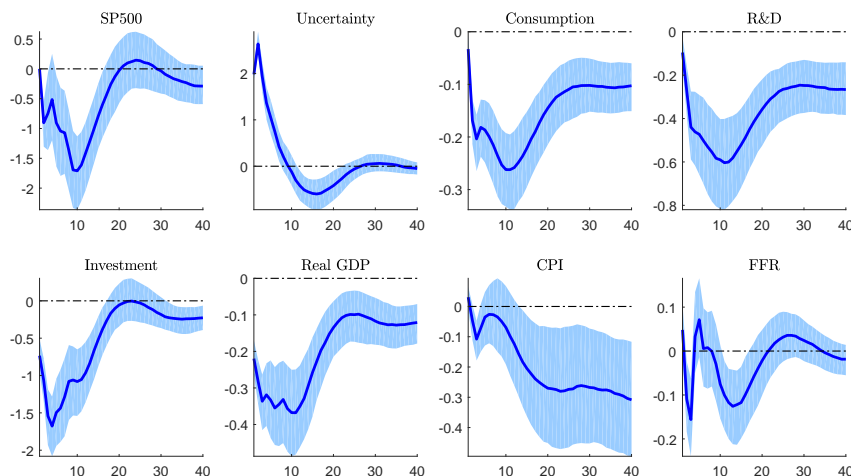 SP500 Uncertainty Consumption R&D
0.5 0 -0.5 -1 -1.5 -2
10 20 30 40
2 1 0
10 20 30 40
0 -0.1 -0.2 -0.3
10 20 30 40
0 -0.2 -0.4 -0.6 -0.8
10 20 30 40
Investment Real GDP CPI FFR
0 -0.5 -1 -1.5 -2
10 20 30 40
0 -0.1 -0.2 -0.3 -0.4
10 20 30 40
0 -0.1 -0.2 -0.3 -0.4
10 20 30 40
0.1 0 -0.1 -0.2
10 20 30 40